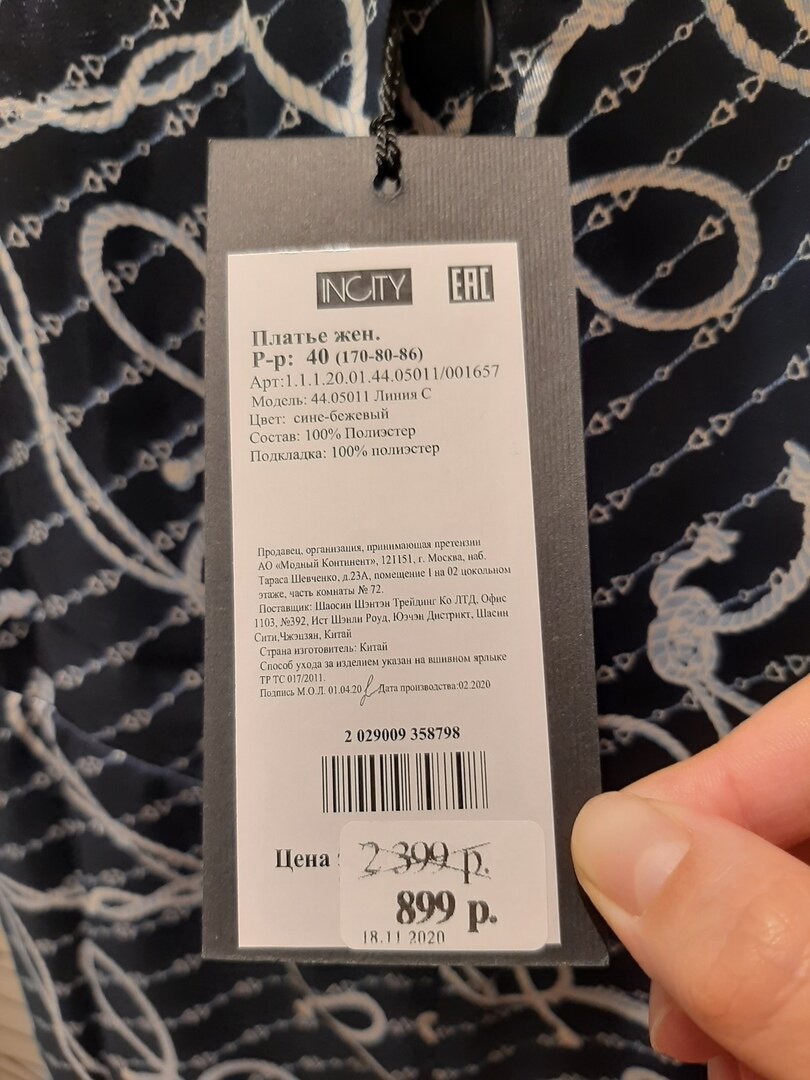 INCITY
EAC
Платье жен.
Р-р: 40 (170-80-86)
Арт:1.1.1.20.01.44.05011/001657
Модель: 44.05011 Линия С
Цвет: сине-бежевый
Состав: 100% Полиэстер
Подкладка: 100% полиэстер
Продавец, организация, принимающая претензии
АО «Модный Континент», 121151, г. Москва, наб.
Тараса Шевченко, д.23А, помещение I на 02 цокольном
этаже, часть комнаты № 72.
Поставщик: Шаосин Шэнтэн Трейдинг Ко ЛТД, Офис
1103, №392, Ист Шэнли Роуд, Юэчэн Дистрикт, Шасин
Сити,Чжэцзян, Китай
Страна изготовитель: Китай
Способ ухода за изделием указан на вшивном ярлыке
ТР ТС 017/2011.
Подпись М.О.Л. 01.04.20 Дата производства:02.2020
2 029009 358798
Цена :
2 399 р.
899 р.
18.11 2020